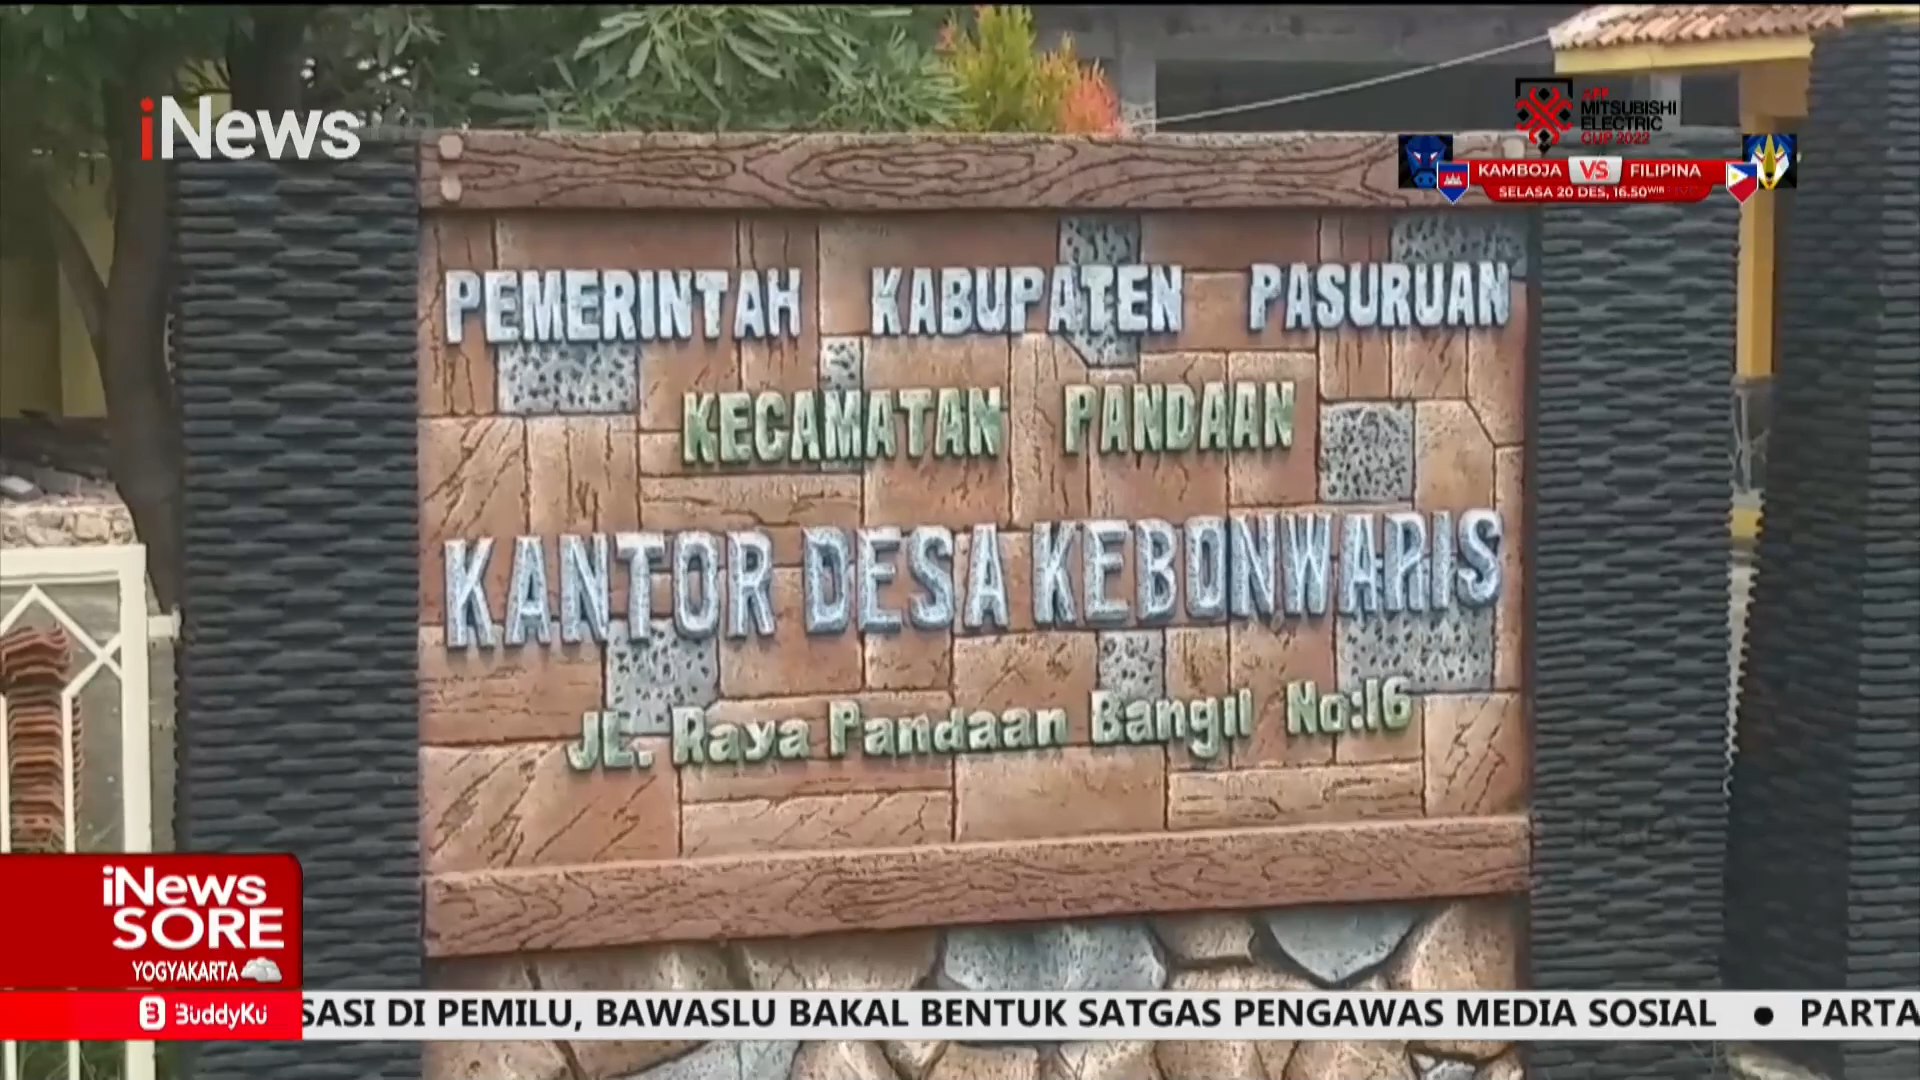 iNews
AFF
MITSUBISHI
ELECTRIC
CUP 2022
KAMBOJA VS FILIPINA
SELASA 20 DES, 16.50 WIB
PEMERINTAH KABUPATEN PASURUAN
KECAMATAN PANDAAN
KANTOR DESA KEBONWARIS
JL. Raya Pandaan Bangil No:16
iNews
SORE
YOGYAKARTA
BuddyKu
SASI DI PEMILU, BAWASLU BAKAL BENTUK SATGAS PENGAWAS MEDIA SOSIAL ● PARTA